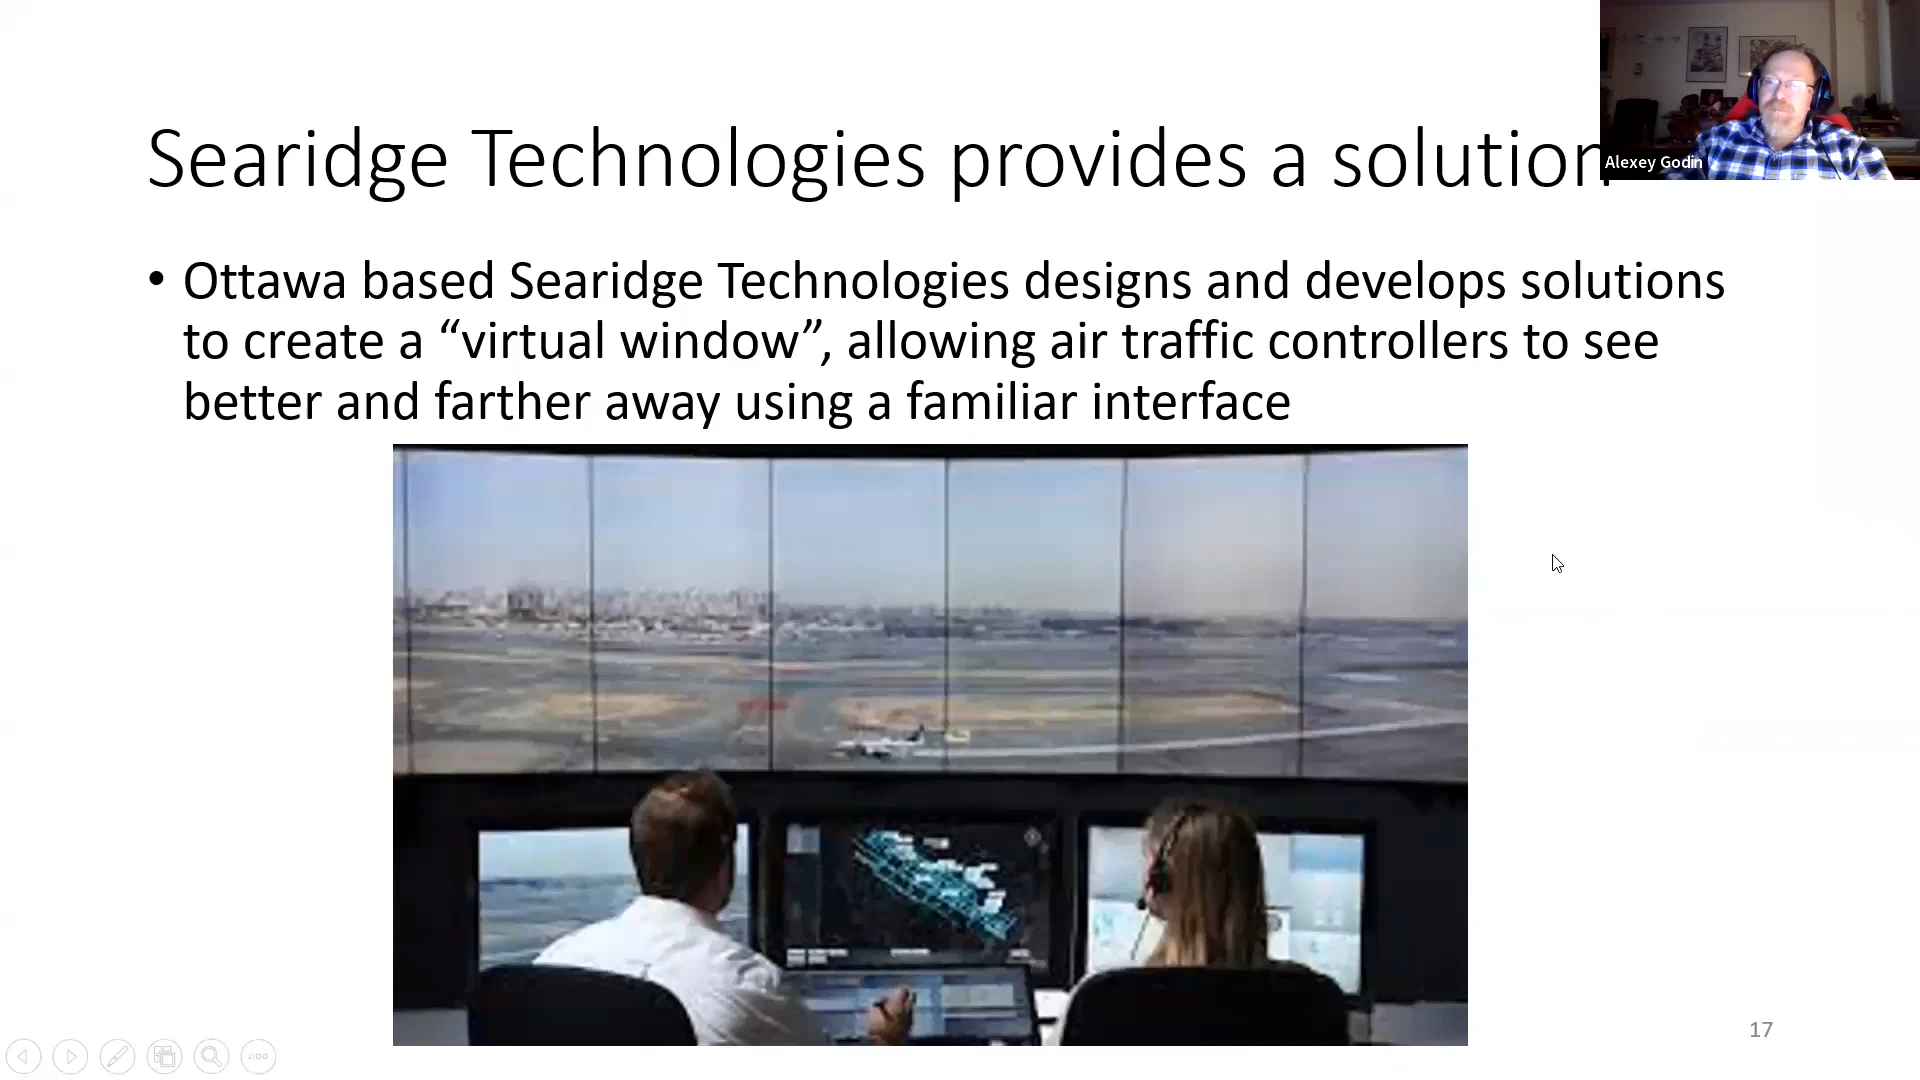 Searidge Technologies provides a solution
Alexey Godin
• Ottawa based Searidge Technologies designs and develops solutions
to create a “virtual window”, allowing air traffic controllers to see
better and farther away using a familiar interface
17